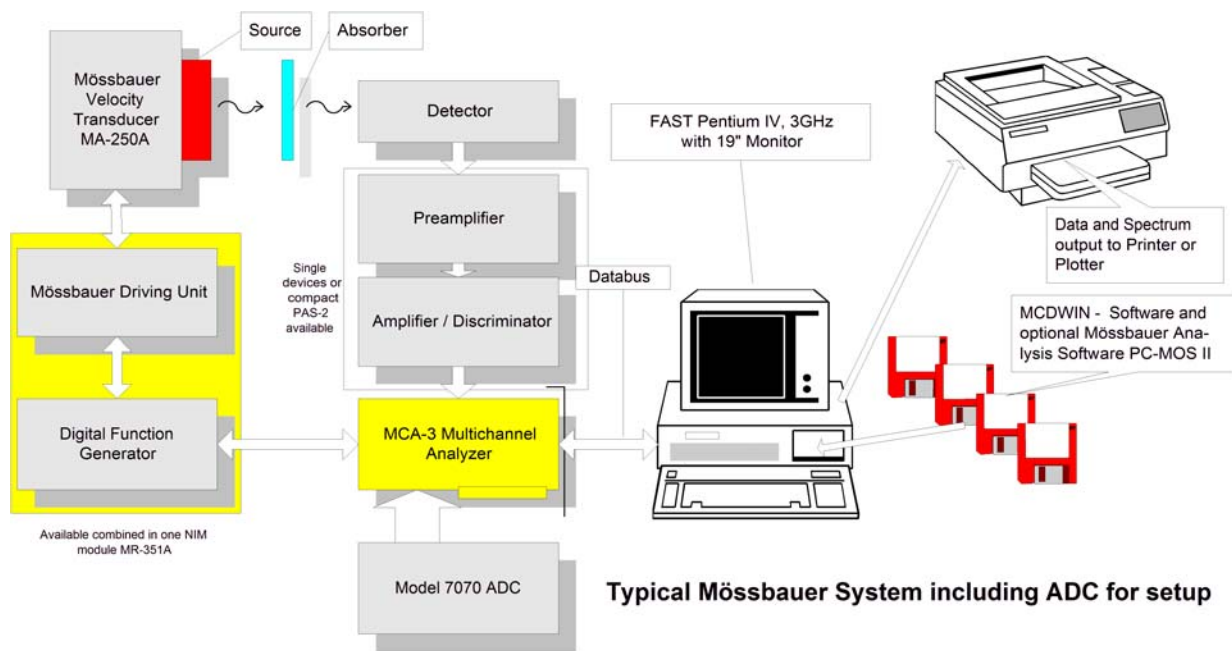 Source
Absorber
Mössbauer
Velocity
Transducer
MA-250A
Detector
FAST Pentium IV, 3GHz
with 19" Monitor
Preamplifier
Data and Spectrum
output to Printer or
Plotter
Mössbauer Driving Unit
Single
devices or
compact
PAS-2
available
Databus
Amplifier / Discriminator
MCDWIN - Software and
optional Mössbauer Ana-
lysis Software PC-MOS II
Digital Function
Generator
MCA-3 Multichannel
Analyzer
Available combined in one NIM
module MR-351A
Model 7070 ADC
Typical Mössbauer System including ADC for setup